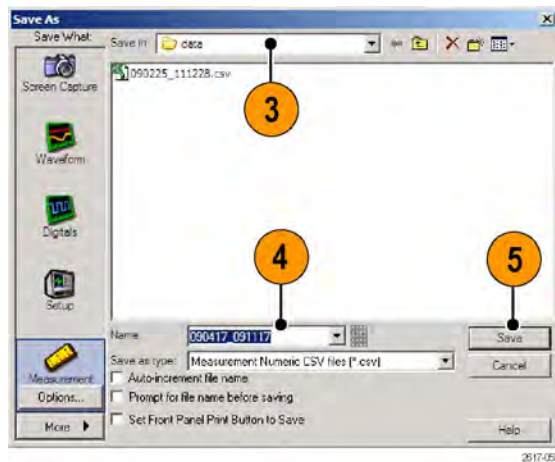 Save As
Save What:
Save in:
data
Screen Capture
090225_111228.csv
3
Waveform
Digitals
4
5
Setup
Name:
090417_091117
Save
Save as type:
Measurement Numeric CSV files (*.csv)
Cancel
Measurement
Auto-increment file name
Options...
Prompt for file name before saving
More
Set Front Panel Print Button to Save
Help
2617-05